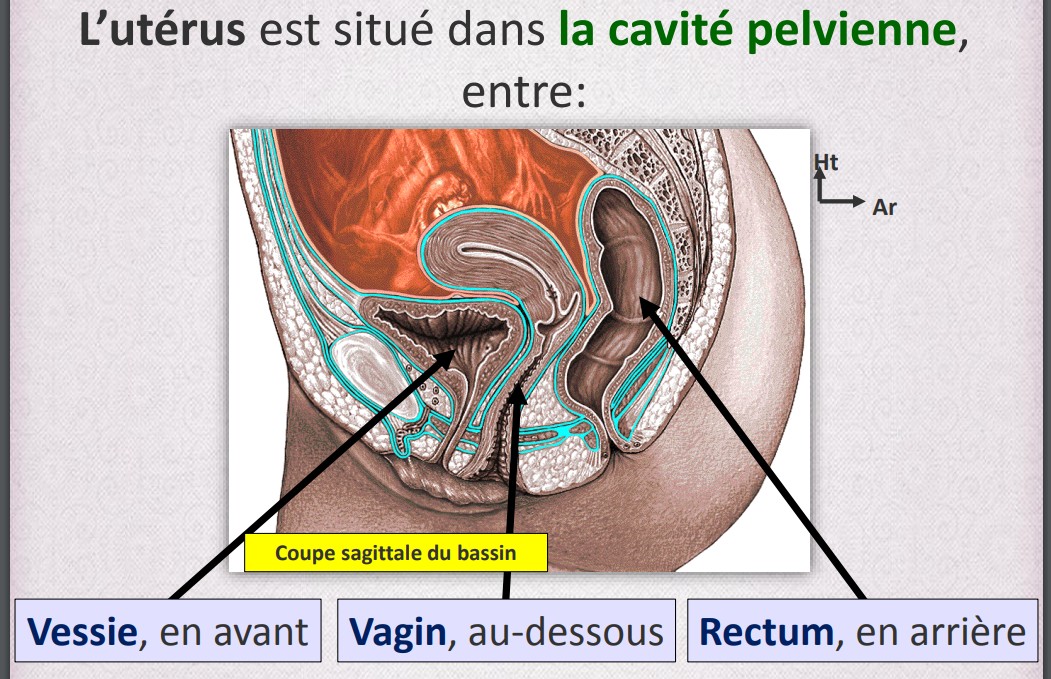 L’utérus est situé dans la cavité pelvienne,
entre:
Ht
Ar
Coupe sagittale du bassin
Vessie, en avant
Vagin, au-dessous
Rectum, en arrière